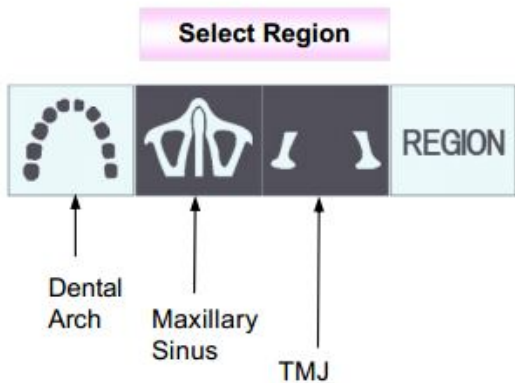 Select Region
REGION
Dental
Arch
Maxillary
Sinus
TMJ